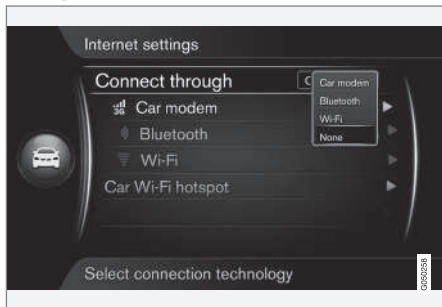 Internet settings
Connect through
Car modem
Bluetooth
Wi-Fi
None
3G Car modem
Bluetooth
Wi-Fi
Car Wi-Fi hotspot
Select connection technology
G050258